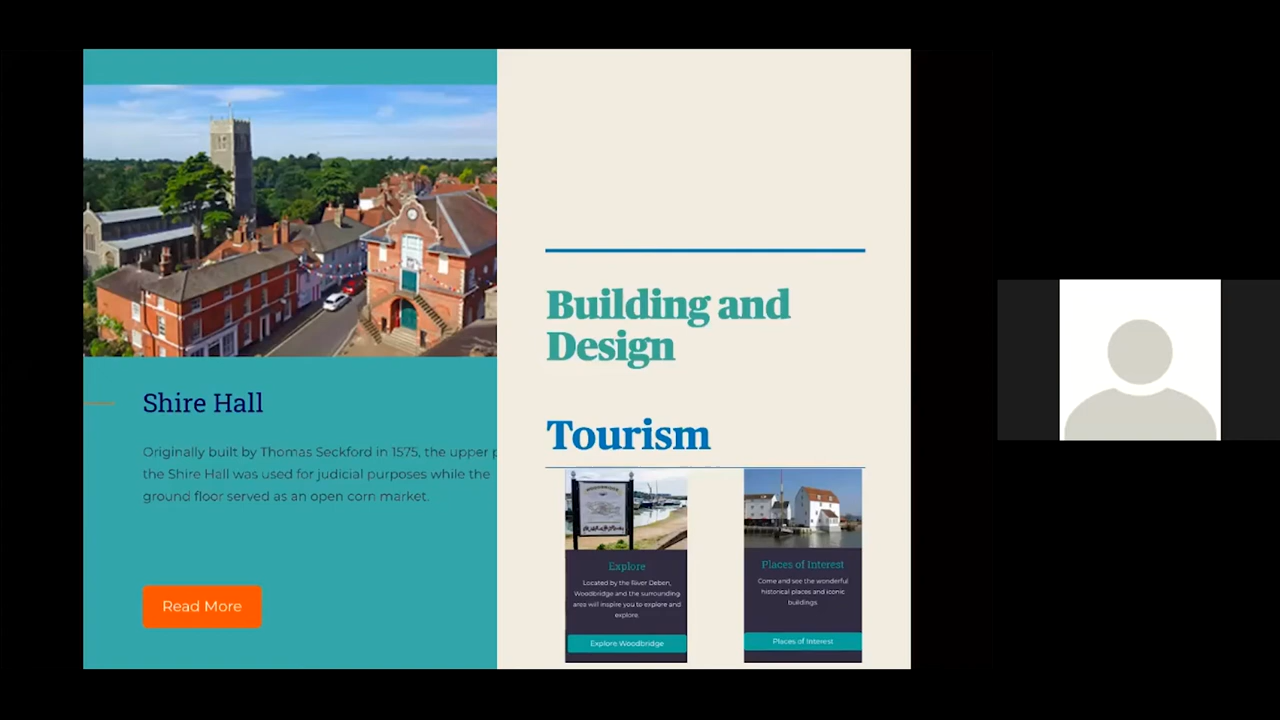 Shire Hall
Originally built by Thomas Seckford in 1575, the upper p
the Shire Hall was used for judicial purposes while the
ground floor served as an open corn market.
Read More
Building and
Design
Tourism
Explore
Located by the River Deben,
Woodbridge and the surrounding
area will inspire you to explore and
explore.
Explore Woodbridge
Places of Interest
Come and see the wonderful
historical places and iconic
buildings.
Places of Interest